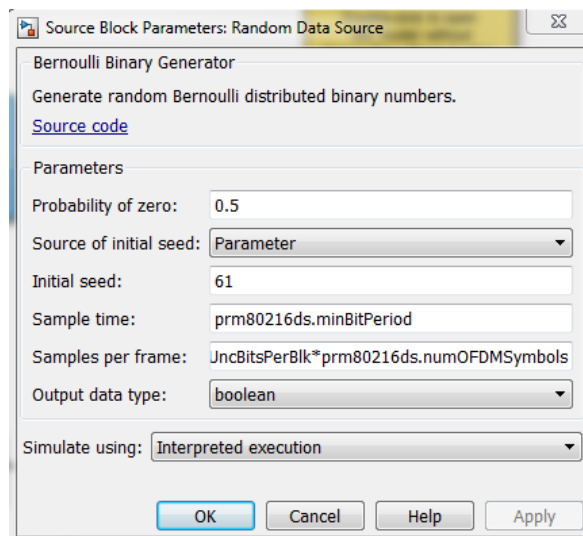 Source Block Parameters: Random Data Source
Bernoulli Binary Generator
Generate random Bernoulli distributed binary numbers.
Source code
Parameters
Probability of zero: 0.5
Source of initial seed: Parameter
Initial seed: 61
Sample time: prm80216ds.minBitPeriod
Samples per frame: UncBitsPerBlk*prm80216ds.numOFDMSymbols
Output data type: boolean
Simulate using: Interpreted execution
OK Cancel Help Apply